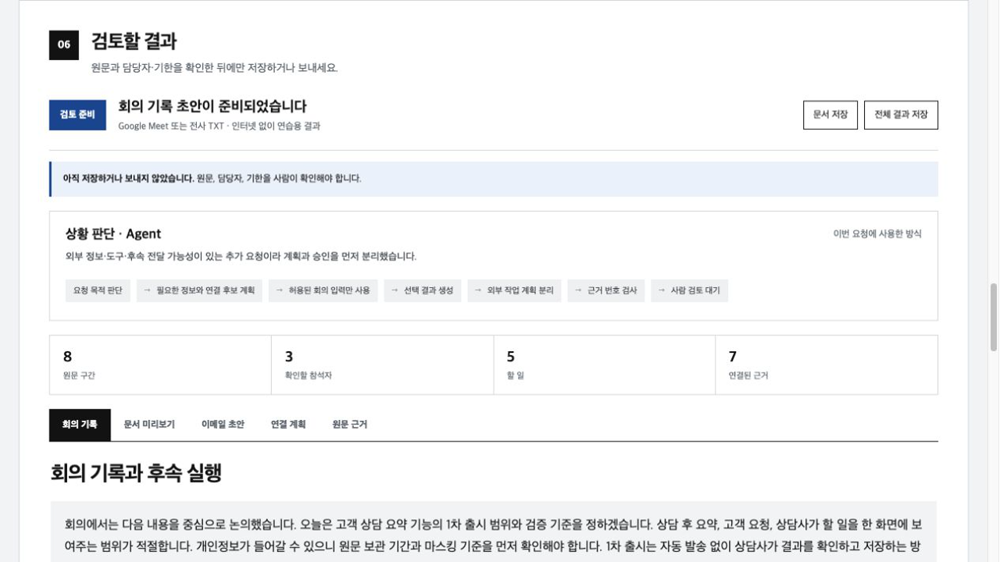 06
검토할 결과
원문과 담당자·기한을 확인한 뒤에만 저장하거나 보내세요.
검토 준비
회의 기록 초안이 준비되었습니다
Google Meet 또는 전사 TXT · 인터넷 없이 연습용 결과
문서 저장
전체 결과 저장
아직 저장하거나 보내지 않았습니다. 원문, 담당자, 기한을 사람이 확인해야 합니다.
상황 판단 · Agent
이번 요청에 사용한 방식
외부 정보·도구·후속 전달 가능성이 있는 추가 요청이라 계획과 승인을 먼저 분리했습니다.
요청 목적 판단 → 필요한 정보와 연결 후보 계획 → 허용된 회의 입력만 사용 → 선택 결과 생성 → 외부 작업 계획 분리 → 근거 번호 검사 → 사람 검토 대기
8
원문 구간
3
확인할 참석자
5
할 일
7
연결된 근거
회의 기록 문서 미리보기 이메일 초안 연결 계획 원문 근거
회의 기록과 후속 실행
회의에서는 다음 내용을 중심으로 논의했습니다. 오늘은 고객 상담 요약 기능의 1차 출시 범위와 검증 기준을 정하겠습니다. 상담 후 요약, 고객 요청, 상담사가 할 일을 한 화면에 보
여주는 범위가 적절합니다. 개인정보가 들어갈 수 있으니 원문 보관 기간과 마스킹 기준을 먼저 확인해야 합니다. 1차 출시는 자동 발송 없이 상담사가 결과를 확인하고 저장하는 방